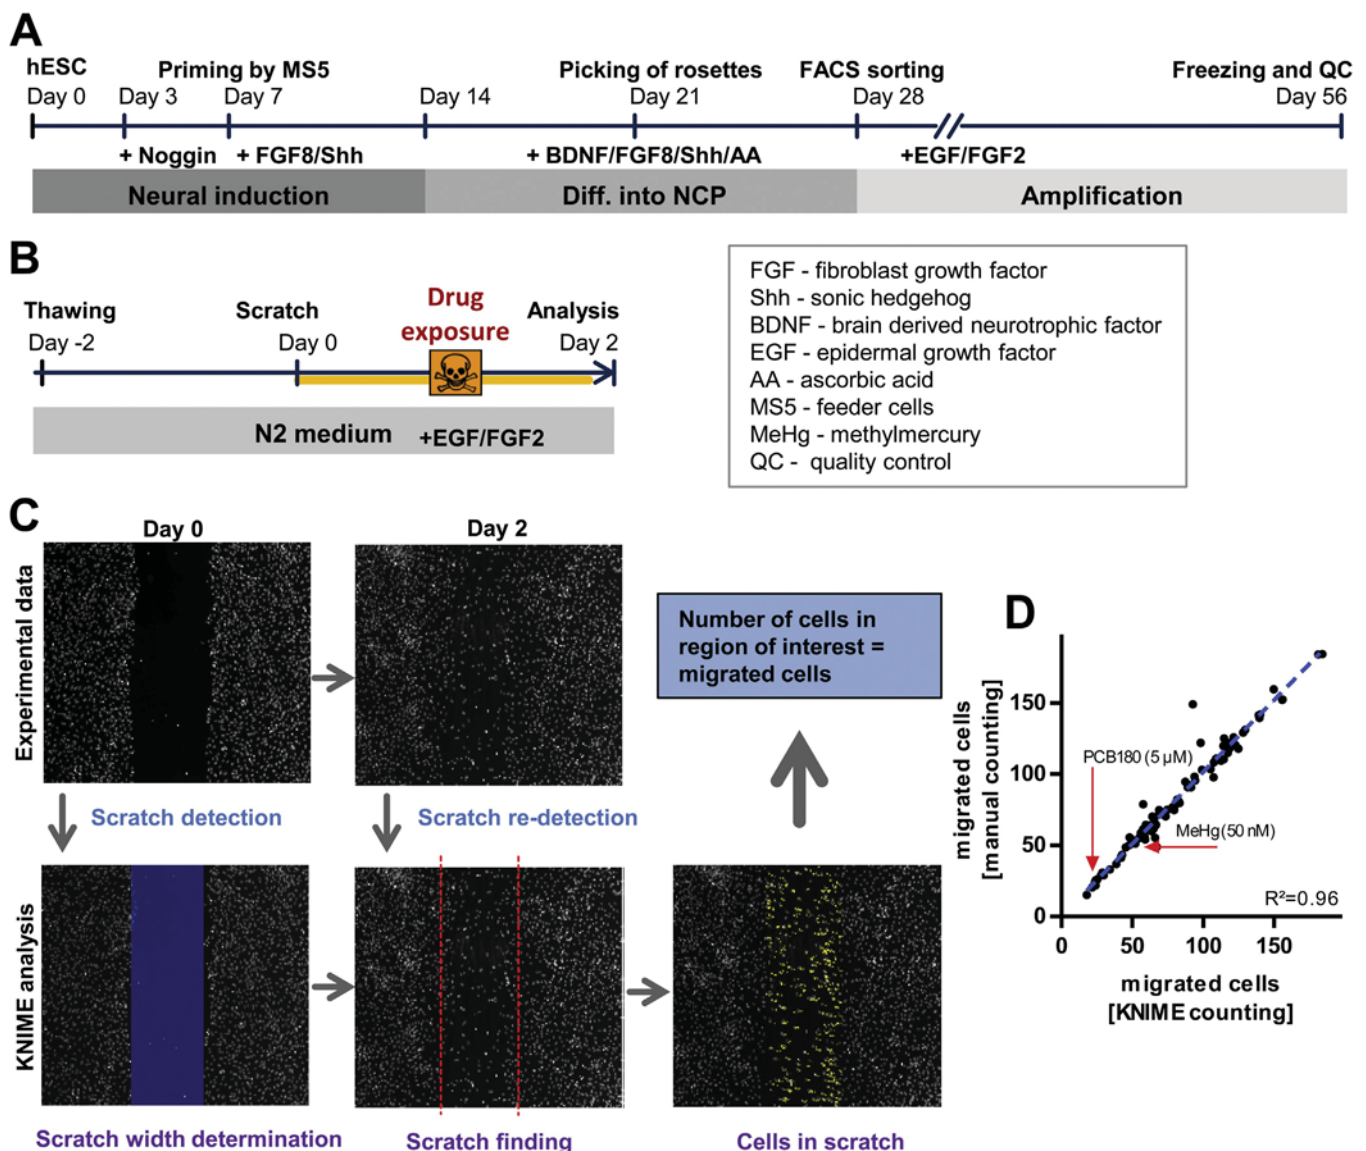 A
hESC Priming by MS5 Picking of rosettes FACS sorting Freezing and QC
Day 0 Day 3 Day 7 Day 14 Day 21 Day 28 Day 56
+ Noggin + FGF8/Shh + BDNF/FGF8/Shh/AA +EGF/FGF2
Neural induction Diff. into NCP Amplification
B
Thawing Scratch Drug exposure Analysis
Day -2 Day 0 Day 2
N2 medium +EGF/FGF2
FGF - fibroblast growth factor
Shh - sonic hedgehog
BDNF - brain derived neurotrophic factor
EGF - epidermal growth factor
AA - ascorbic acid
MS5 - feeder cells
MeHg - methylmercury
QC - quality control
C
Day 0 Day 2
Experimental data
Scratch detection Scratch re-detection
KNIME analysis
Scratch width determination Scratch finding Cells in scratch
Number of cells in
region of interest =
migrated cells
D
migrated cells
[manual counting]
150
100
50
0
PCB180 (5 µM)
MeHg(50 nM)
R²=0.96
0 50 100 150
migrated cells
[KNIME counting]